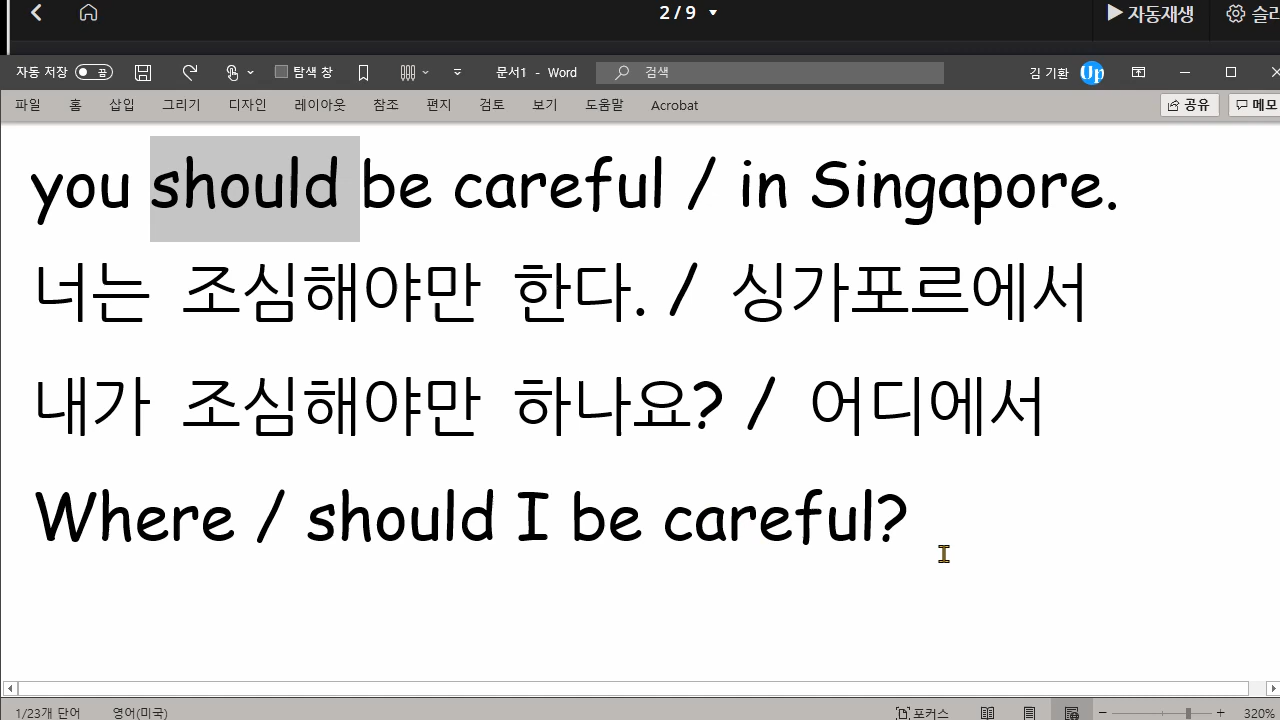 2 / 9
자동재생
자동 저장
끔
탐색 창
문서1 - Word
검색
김 기환
Up
파일 홈 삽입 그리기 디자인 레이아웃 참조 편지 검토 보기 도움말 Acrobat
공유
메모
you should be careful / in Singapore.
너는 조심해야만 한다. / 싱가포르에서
내가 조심해야만 하나요? / 어디에서
Where / should I be careful?
1/23개 단어
영어(미국)
포커스
320%